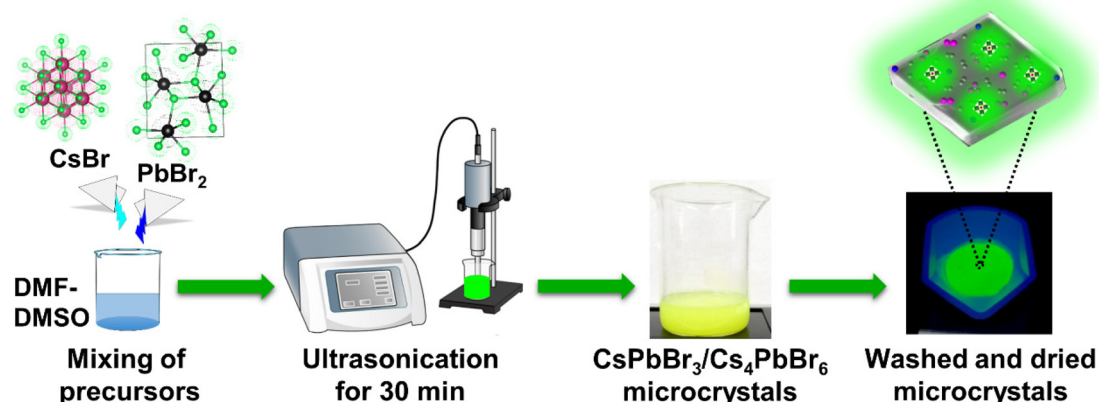 CsBr
PbBr₂
DMF-
DMSO
Mixing of
precursors
Ultrasonication
for 30 min
CsPbBr₃/Cs₄PbBr₆
microcrystals
Washed and dried
microcrystals